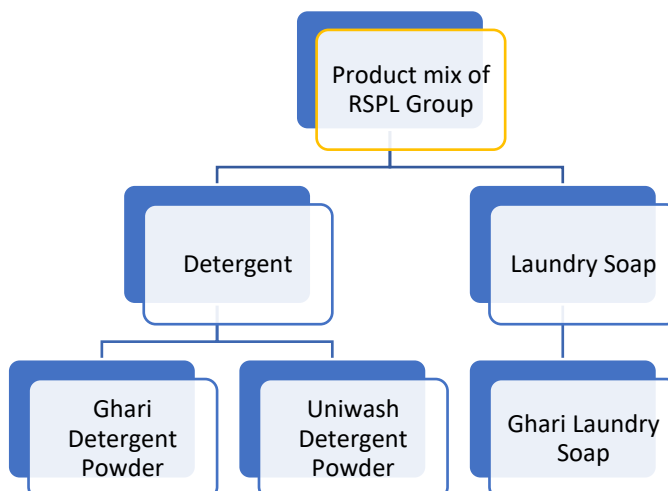 Product mix of
RSPL Group
Detergent
Laundry Soap
Ghari
Detergent
Powder
Uniwash
Detergent
Powder
Ghari Laundry
Soap